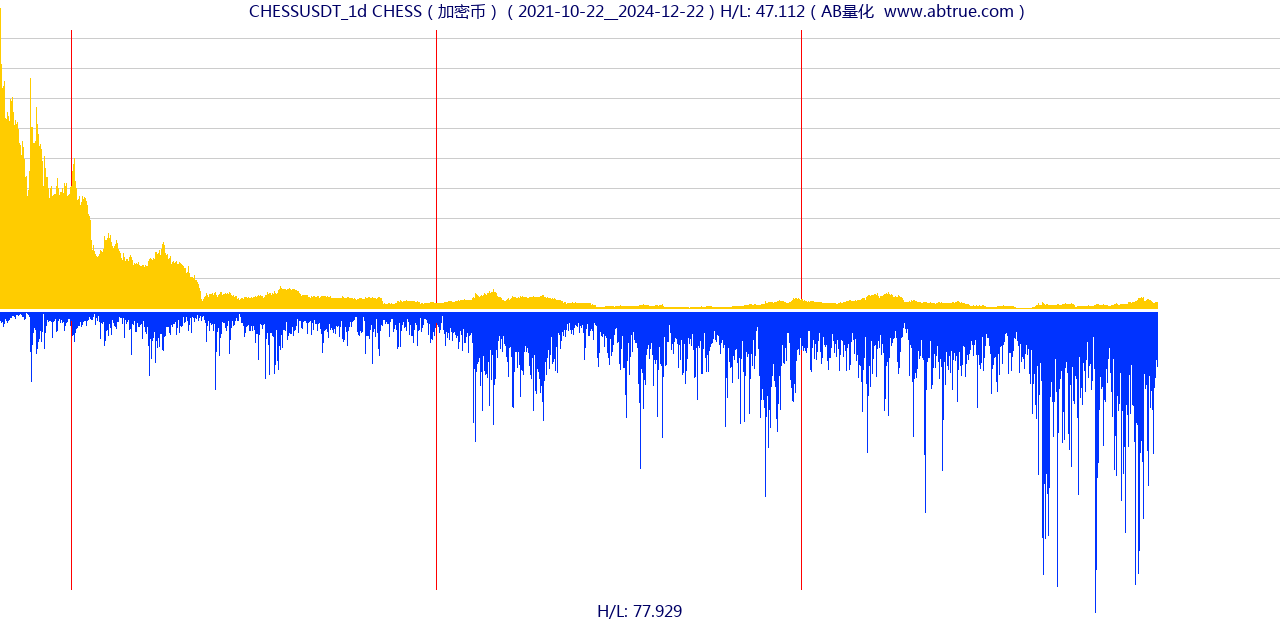 CHESSUSDT_1d CHESS ( 加密币 ) ( 2021-10-22__2024-12-22 ) H/L: 47.112 ( AB量化  www.abtrue.com )
H/L: 77.929